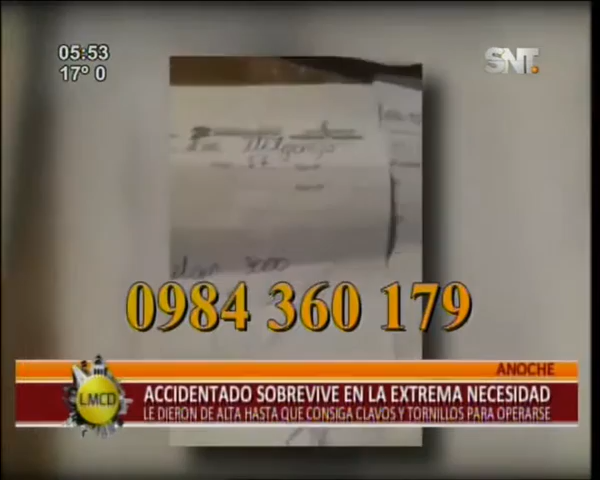 05:53
17° 0
SNT.
0984 360 179
ANOCHE
LMCD
ACCIDENTADO SOBREVIVE EN LA EXTREMA NECESIDAD
LE DIERON DE ALTA HASTA QUE CONSIGA CLAVOS Y TORNILLOS PARA OPERARSE